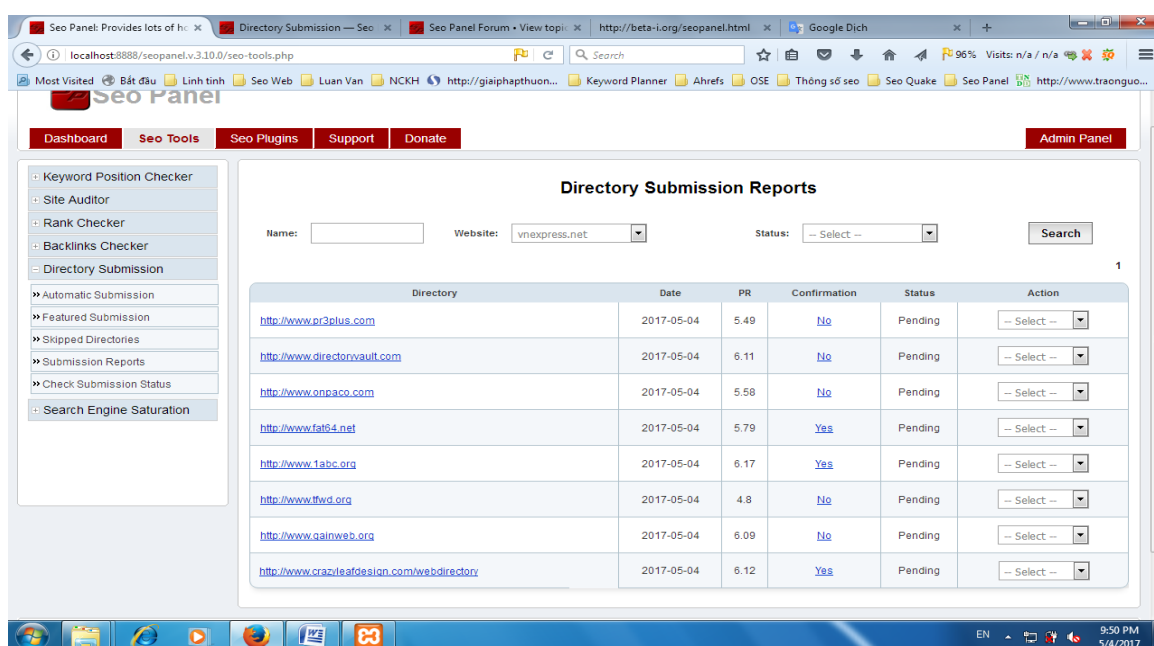 Seo Panel: Provides lots of ho
Directory Submission — Seo
Seo Panel Forum • View topic
http://beta-i.org/seopanel.html
Google Dịch
localhost:8888/seopanel.v.3.10.0/seo-tools.php
Search
96% Visits: n/a / n/a
Most Visited Bắt đầu Linh tinh Seo Web Luan Van NCKH http://giaiphapthuon... Keyword Planner Ahrefs OSE Thông số seo Seo Quake Seo Panel http://www.traonguo...
Seo Panel
Dashboard Seo Tools Seo Plugins Support Donate Admin Panel
Keyword Position Checker
Site Auditor
Rank Checker
Backlinks Checker
Directory Submission
Automatic Submission
Featured Submission
Skipped Directories
Submission Reports
Check Submission Status
Search Engine Saturation
Directory Submission Reports
Name: Website: vnexpress.net Status: -- Select -- Search
1
Directory Date PR Confirmation Status Action
http://www.pr3plus.com 2017-05-04 5.49 No Pending -- Select --
http://www.directoryvault.com 2017-05-04 6.11 No Pending -- Select --
http://www.onpaco.com 2017-05-04 5.58 No Pending -- Select --
http://www.fat64.net 2017-05-04 5.79 Yes Pending -- Select --
http://www.1abc.org 2017-05-04 6.17 Yes Pending -- Select --
http://www.tfwd.org 2017-05-04 4.8 No Pending -- Select --
http://www.gainweb.org 2017-05-04 6.09 No Pending -- Select --
http://www.crazyleafdesign.com/webdirectory 2017-05-04 6.12 Yes Pending -- Select --
EN
9:50 PM
5/4/2017